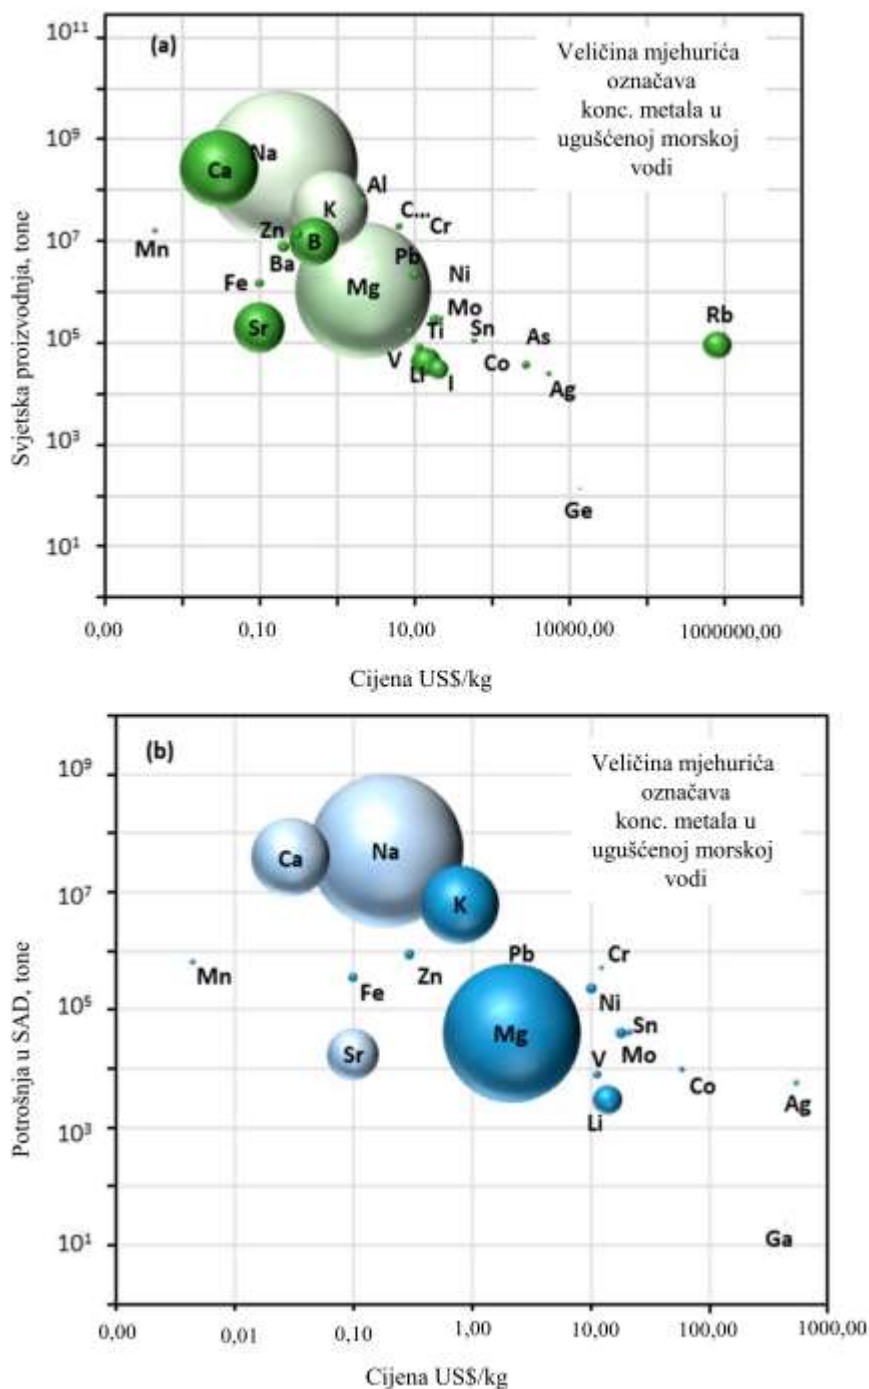 10¹¹
(a)
Veličina mjehurića
označava
konc. metala u
ugušćenoj morskoj
vodi
10⁹
Na
Ca
Al
K
C...
Cr
Zn
B
10⁷
Mn
Ba
Pb
Fe
Mg
Ni
Mo
Sr
Ti
Sn
As
Rb
10⁵
V
Co
LI
I
Ag
10³
Ge
10¹
Svjetska proizvodnja, tone
0,00
0,10
10,00
10000,00
1000000,00
Cijena US$/kg
(b)
Veličina mjehurića
označava
konc. metala u
ugušćenoj morskoj
vodi
10⁹
Ca
Na
10⁷
K
Mn
Fe
Zn
Pb
Cr
10⁵
Ni
Mg
Sn
Sr
V
Mo
Co
Ag
10³
Li
10¹
Ga
Potrošnja u SAD, tone
0,00
0,01
0,10
1,00
10,00
100,00
1000,00
Cijena US$/kg